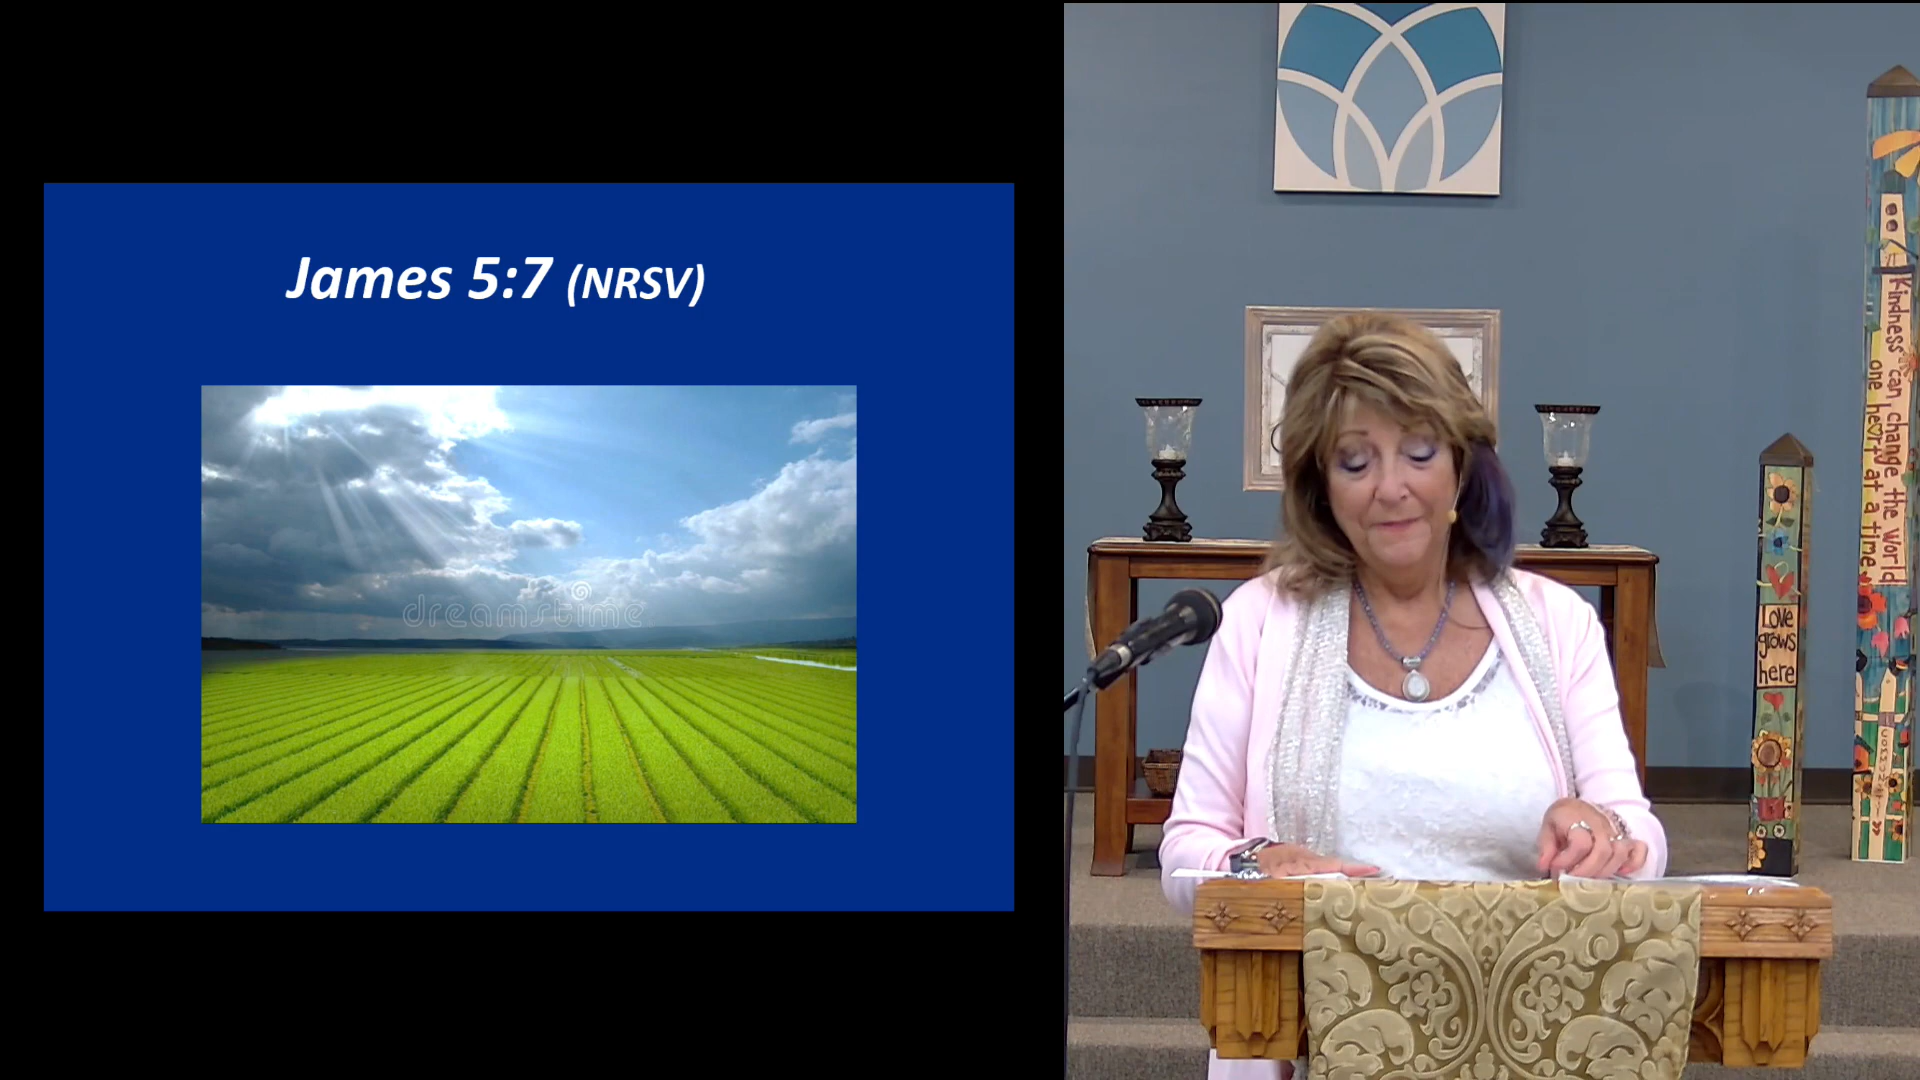 James 5:7 (NRSV)
dreamstime
Kindness can change the world
one heart at a time
Love
grows
here